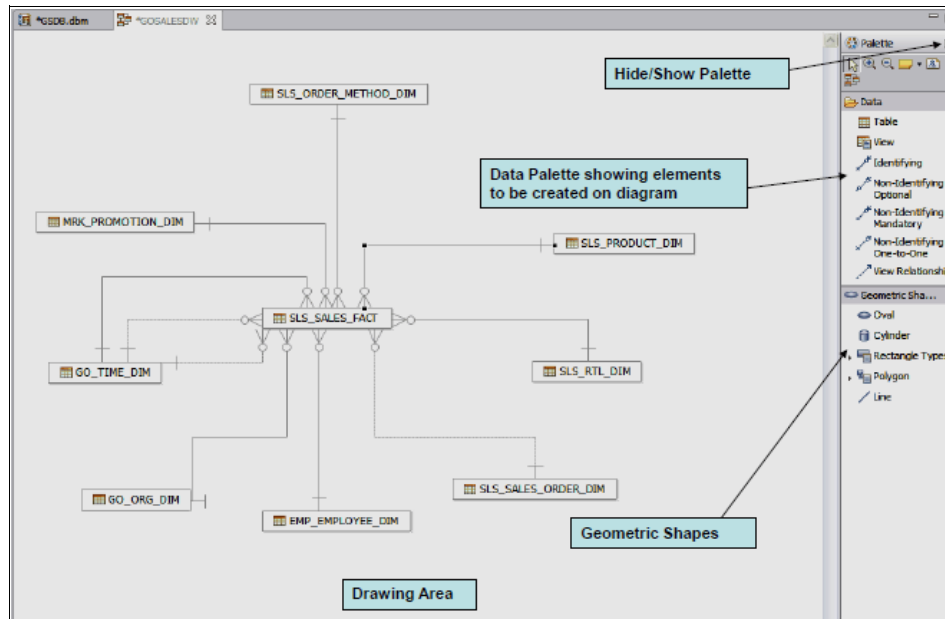 *GSDB.dbm
*GOSALESDW
Palette
Hide/Show Palette
SLS_ORDER_METHOD_DIM
Data
Table
View
Data Palette showing elements
to be created on diagram
Identifying
Non-Identifying
Optional
Non-Identifying
Mandatory
Non-Identifying
One-to-One
View Relationshi
MRK_PROMOTION_DIM
SLS_PRODUCT_DIM
Geometric Sha...
Oval
Cylinder
Rectangle Types
Polygon
Line
SLS_SALES_FACT
GO_TIME_DIM
SLS_RTL_DIM
GO_ORG_DIM
SLS_SALES_ORDER_DIM
EMP_EMPLOYEE_DIM
Geometric Shapes
Drawing Area